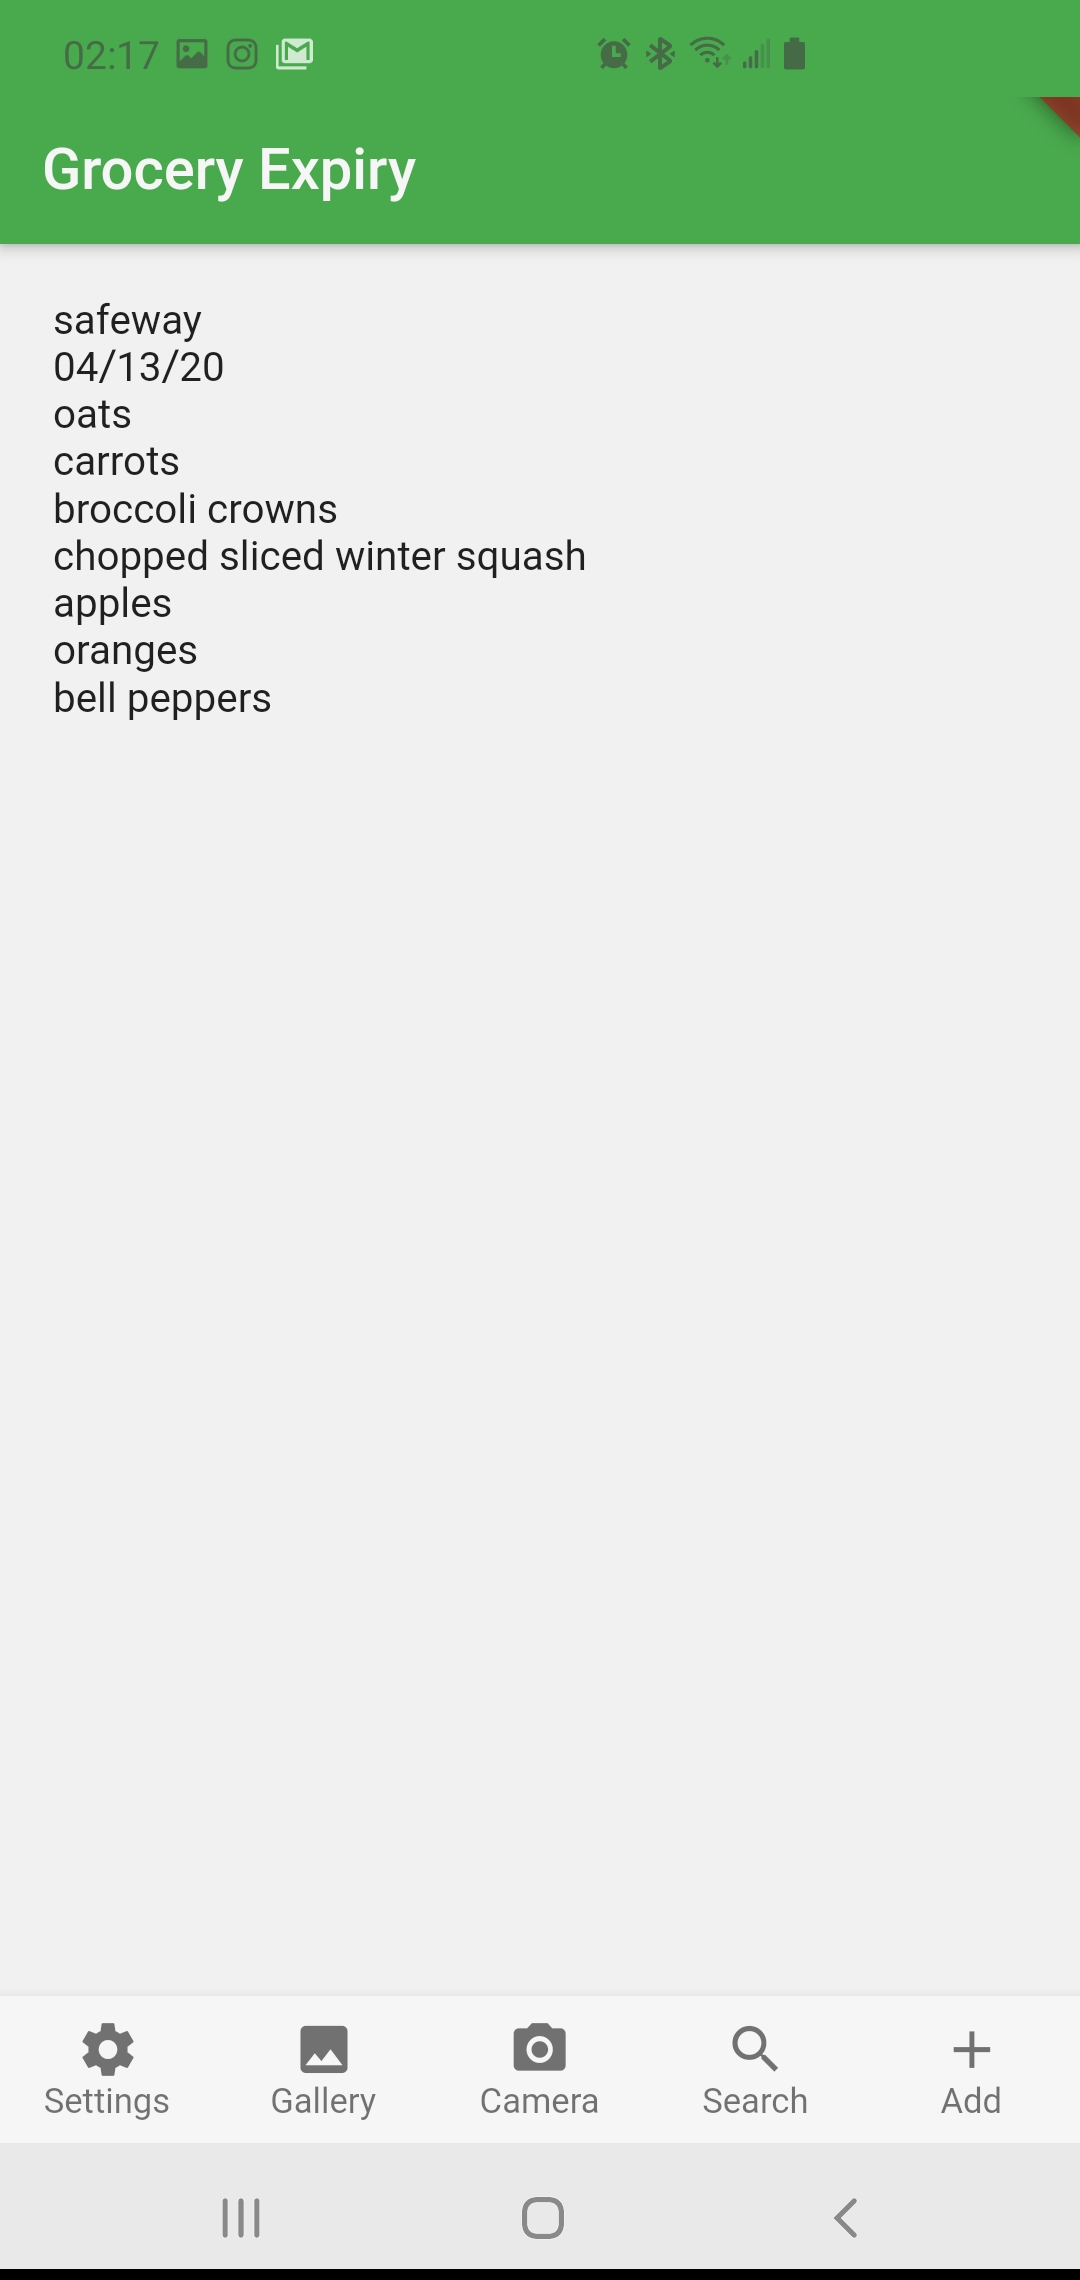 02:17
Grocery Expiry
safeway
04/13/20
oats
carrots
broccoli crowns
chopped sliced winter squash
apples
oranges
bell peppers
Settings Gallery Camera Search Add